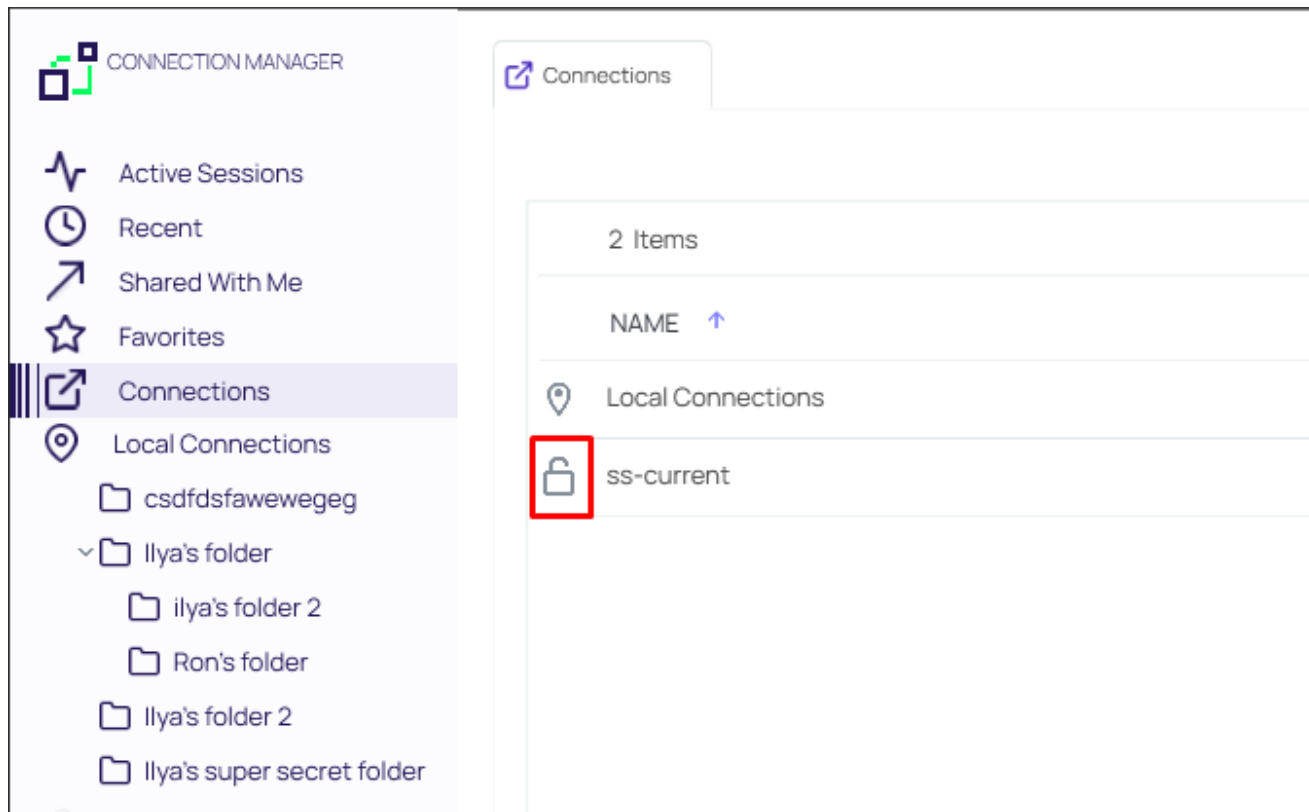 CONNECTION MANAGER
Active Sessions
Recent
Shared With Me
Favorites
Connections
Local Connections
csdfdsfawewegeg
Ilya's folder
ilya's folder 2
Ron's folder
Ilya's folder 2
Ilya's super secret folder
Connections
2 Items
NAME
Local Connections
ss-current